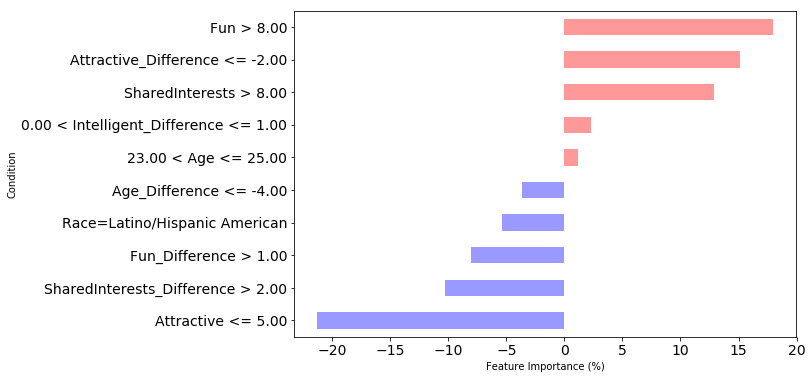 Fun > 8.00
Attractive_Difference <= -2.00
SharedInterests > 8.00
0.00 < Intelligent_Difference <= 1.00
23.00 < Age <= 25.00
Age_Difference <= -4.00
Race=Latino/Hispanic American
Fun_Difference > 1.00
SharedInterests_Difference > 2.00
Attractive <= 5.00
Condition
−20 −15 −10 −5 0 5 10 15 20
Feature Importance (%)